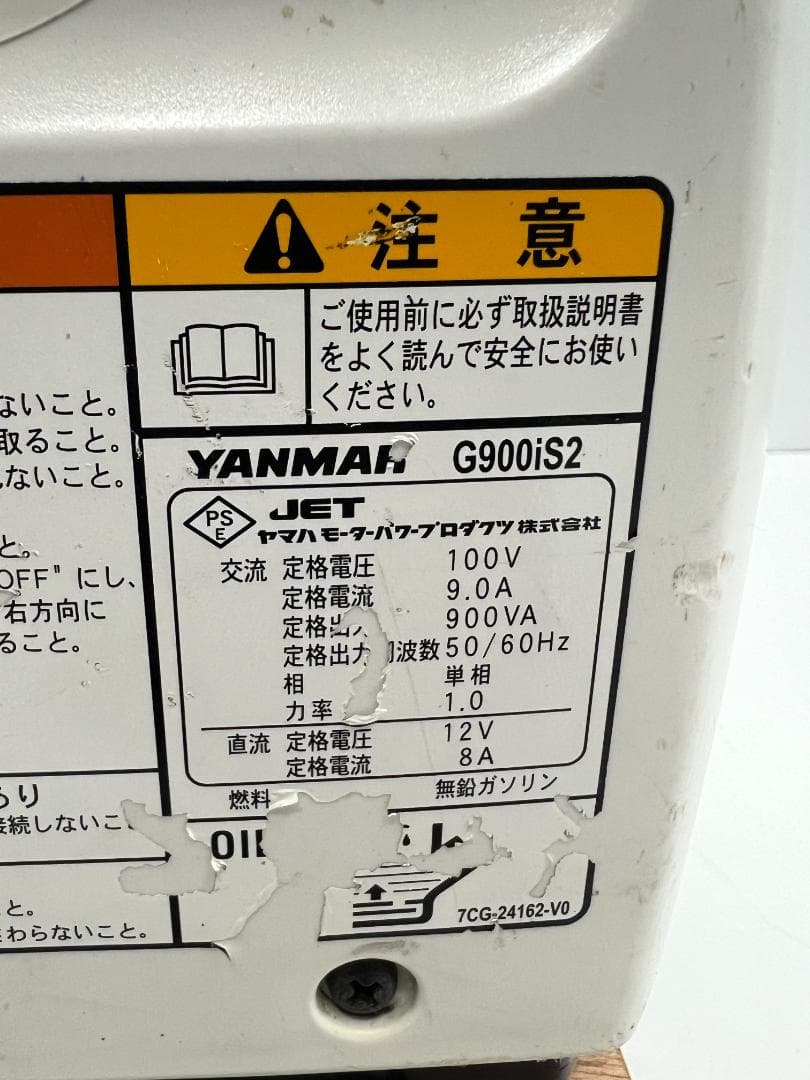 注 意
ご使用前に必ず取扱説明書
をよく読んで安全にお使い
ください。
ないこと。
取ること。
ないこと。
と。
OFF" にし、
右方向に
ること。
あり
接続しないこ
と。
まわらないこと。
YANMAR G900iS2
PS
E
JET
ヤマハモーターパワープロダクツ株式会社
交流 定格電圧 100V
定格電流 9.0A
定格出 900VA
定格出力 周波数 50/60Hz
相 単相
力率 1.0
直流 定格電圧 12V
定格電流 8A
燃料 無鉛ガソリン
OIL
7CG-24162-V0